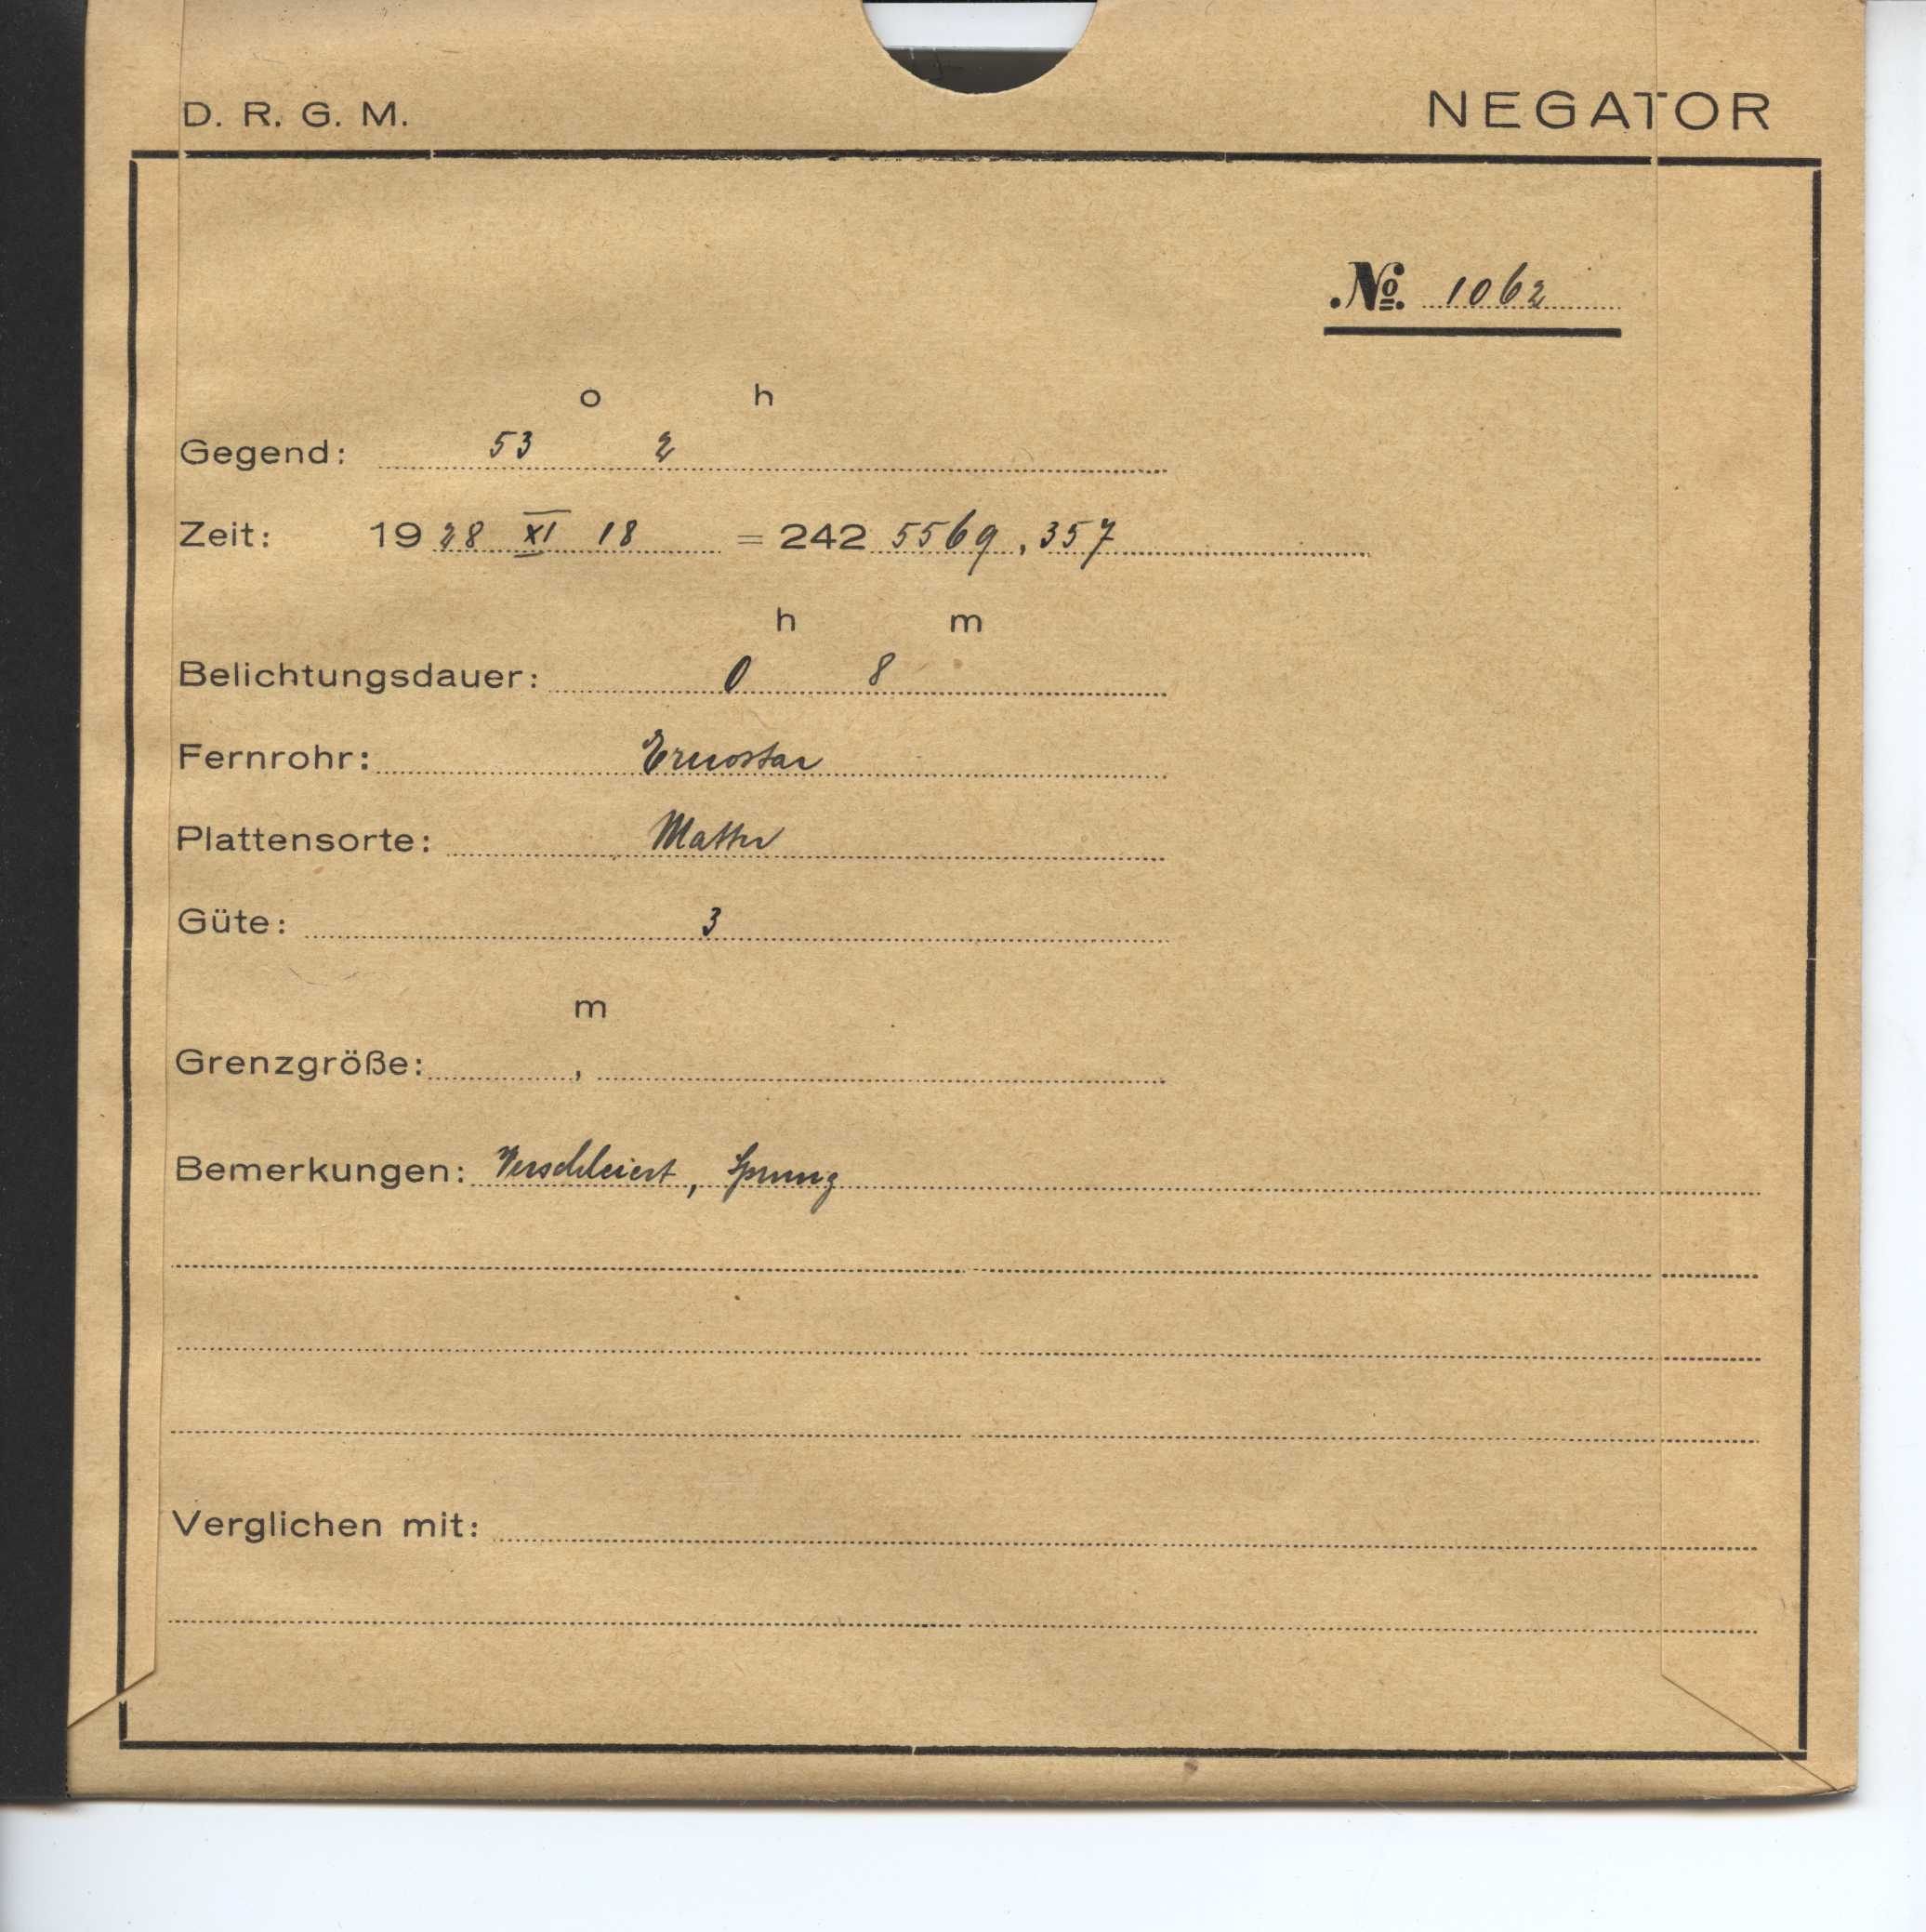 D. R. G. M. NEGATOR
№ 1062
o h
Gegend: 53 2
Zeit: 1928 XI 18 = 242 5569,357
h m
Belichtungsdauer: 0 8
Fernrohr: Ernostar
Plattensorte: Matter
Güte: 3
m
Grenzgröße: ,
Bemerkungen: Verschleiert, Sprung
Verglichen mit: